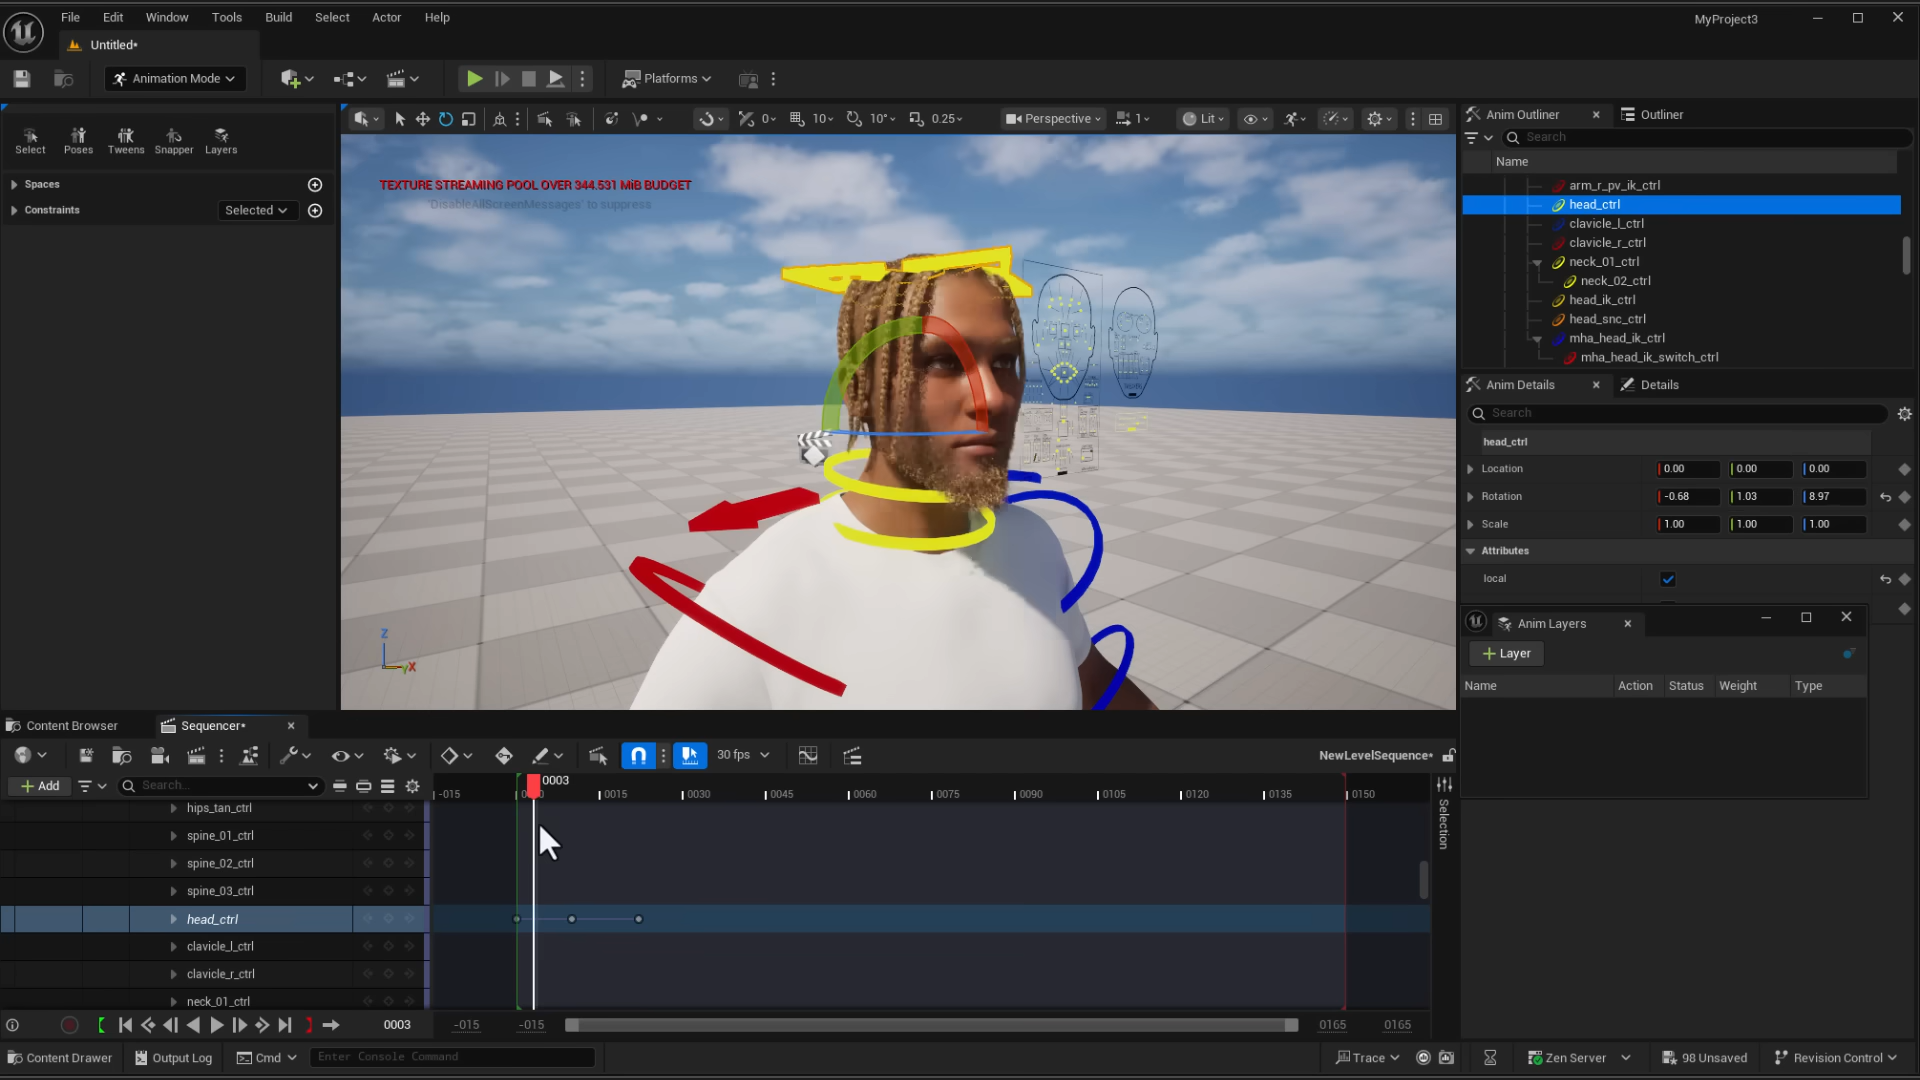 File Edit Window Tools Build Select Actor Help
MyProject3
Untitled*
Animation Mode
Platforms
Select Poses Tweens Snapper Layers
Spaces
Constraints Selected
0 10 10° 0.25 Perspective 1 Lit
TEXTURE STREAMING POOL OVER 344.531 MiB BUDGET
'DisableAllScreenMessages' to suppress
Z
X
Anim Outliner Outliner
Search
Name
arm_r_pv_ik_ctrl
head_ctrl
clavicle_l_ctrl
clavicle_r_ctrl
neck_01_ctrl
neck_02_ctrl
head_ik_ctrl
head_snc_ctrl
mha_head_ik_ctrl
mha_head_ik_switch_ctrl
Anim Details Details
Search
head_ctrl
Location 0.00 0.00 0.00
Rotation -0.68 1.03 8.97
Scale 1.00 1.00 1.00
Attributes
local
Anim Layers
Layer
Name Action Status Weight Type
Content Browser Sequencer*
30 fps
NewLevelSequence*
Add Search...
0003
-015 0015 0030 0045 0060 0075 0090 0105 0120 0135 0150
Selection
hips_tan_ctrl
spine_01_ctrl
spine_02_ctrl
spine_03_ctrl
head_ctrl
clavicle_l_ctrl
clavicle_r_ctrl
neck_01_ctrl
0003 -015 -015 0165 0165
Content Drawer Output Log Cmd Enter Console Command Trace Zen Server 98 Unsaved Revision Control